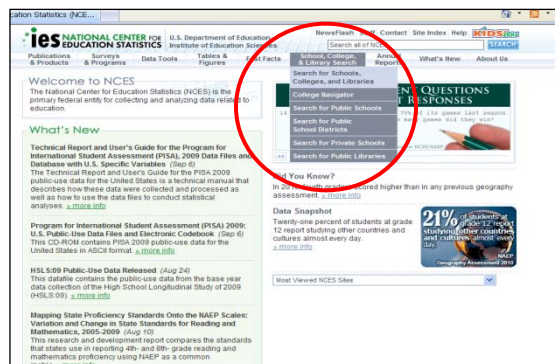 cation Statistics (NCE...
ies NATIONAL CENTER FOR EDUCATION STATISTICS
U.S. Department of Education
Institute of Education Sciences
NewsFlash Staff Contact Site Index Help KIDS
Search all of NCES SEARCH
Publications & Products
Surveys & Programs
Data Tools
Tables & Figures
Fast Facts
School, College, & Library Search
Annual Reports
What's New
About Us
Search for Schools, Colleges, and Libraries
College Navigator
Search for Public Schools
Search for Public School Districts
Search for Private Schools
Search for Public Libraries
Welcome to NCES
The National Center for Education Statistics (NCES) is the
primary federal entity for collecting and analyzing data related to
education.
What's New
Technical Report and User's Guide for the Program for
International Student Assessment (PISA), 2009 Data Files and
Database with U.S. Specific Variables (Sep 6)
The Technical Report and User's Guide for the PISA 2009
public-use data for the United States is a technical manual that
describes how these data were collected and processed as
well as how to use the data files to conduct statistical
analyses. » more info
Program for International Student Assessment (PISA) 2009:
U.S. Public-Use Data Files and Electronic Codebook (Sep 6)
This CD-ROM contains PISA 2009 public-use data for the
United States in ASCII format. » more info
HSLS:09 Public-Use Data Released (Aug 24)
This datafile contains the public-use data from the base year
data collection of the High School Longitudinal Study of 2009
(HSLS:09). » more info
Mapping State Proficiency Standards Onto the NAEP Scales:
Variation and Change in State Standards for Reading and
Mathematics, 2005-2009 (Aug 10)
This research and development report compares the standards
that states use in reporting 4th- and 8th-grade reading and
mathematics proficiency using NAEP as a common
NT QUESTIONS
T RESPONSES
of its games last season.
many games did they win?
Did You Know?
In 2010, fourth graders scored higher than in any previous geography
assessment. » more info
Data Snapshot
Twenty-one percent of students at grade
12 report studying other countries and
cultures almost every day.
» more info
21% of students at
grade 12 report
studying other countries
and cultures almost every
day.
NAEP
Geography Assessment 2010
Most Viewed NCES Sites